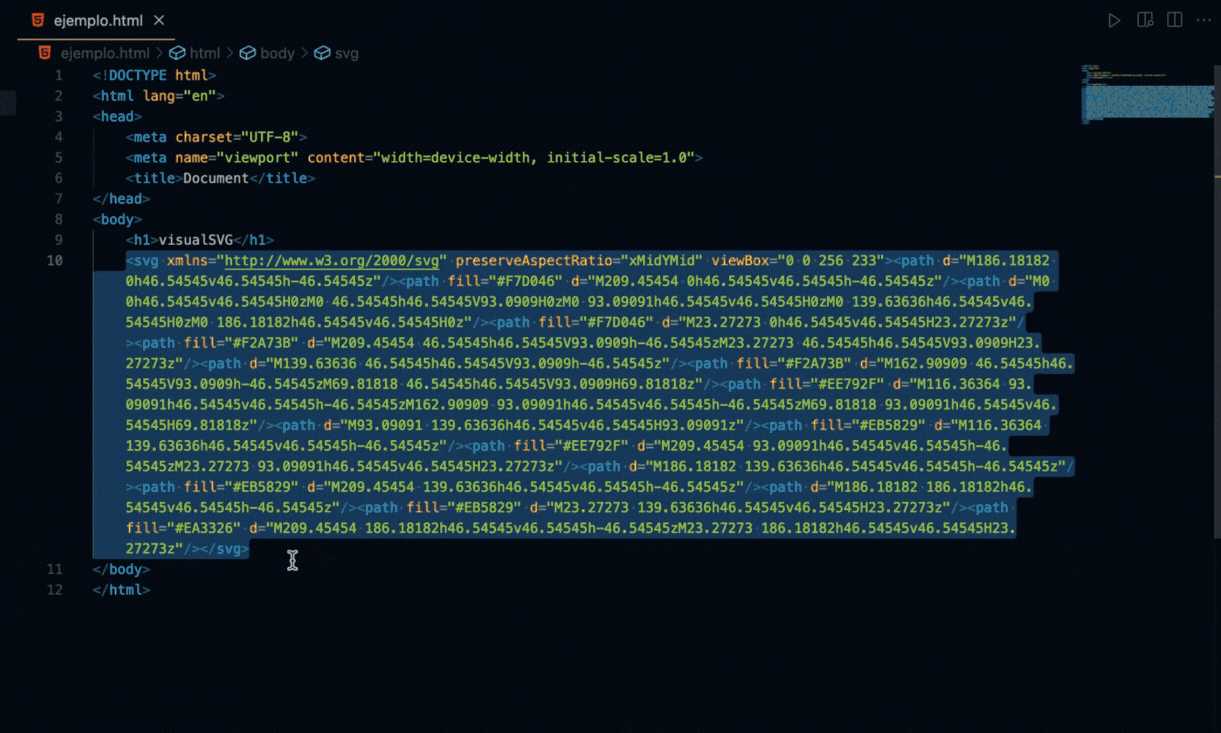 ejemplo.html
ejemplo.html > html > body > svg
1 <!DOCTYPE html>
2 <html lang="en">
3 <head>
4 <meta charset="UTF-8">
5 <meta name="viewport" content="width=device-width, initial-scale=1.0">
6 <title>Document</title>
7 </head>
8 <body>
9 <h1>visualSVG</h1>
10 <svg xmlns="http://www.w3.org/2000/svg" preserveAspectRatio="xMidYMid" viewBox="0 0 256 233"><path d="M186.18182
0h46.54545v46.54545h-46.54545z"/><path fill="#F7D046" d="M209.45454 0h46.54545v46.54545h-46.54545z"/><path d="M0
0h46.54545v46.54545H0zM0 46.54545h46.54545V93.0909H0zM0 93.09091h46.54545v46.54545H0zM0 139.63636h46.54545v46.
54545H0zM0 186.18182h46.54545v46.54545H0z"/><path fill="#F7D046" d="M23.27273 0h46.54545v46.54545H23.27273z"/
><path fill="#F2A73B" d="M209.45454 46.54545h46.54545V93.0909h-46.54545zM23.27273 46.54545h46.54545V93.0909H23.
27273z"/><path d="M139.63636 46.54545h46.54545V93.0909h-46.54545z"/><path fill="#F2A73B" d="M162.90909 46.54545h46.
54545V93.0909h-46.54545zM69.81818 46.54545h46.54545V93.0909H69.81818z"/><path fill="#EE792F" d="M116.36364 93.
09091h46.54545v46.54545h-46.54545zM162.90909 93.09091h46.54545v46.54545h-46.54545zM69.81818 93.09091h46.54545v46.
54545H69.81818z"/><path d="M93.09091 139.63636h46.54545v46.54545H93.09091z"/><path fill="#EB5829" d="M116.36364
139.63636h46.54545v46.54545h-46.54545z"/><path fill="#EE792F" d="M209.45454 93.09091h46.54545v46.54545h-46.
54545zM23.27273 93.09091h46.54545v46.54545H23.27273z"/><path d="M186.18182 139.63636h46.54545v46.54545h-46.54545z"/
><path fill="#EB5829" d="M209.45454 139.63636h46.54545v46.54545h-46.54545z"/><path d="M186.18182 186.18182h46.
54545v46.54545h-46.54545z"/><path fill="#EB5829" d="M23.27273 139.63636h46.54545v46.54545H23.27273z"/><path
fill="#EA3326" d="M209.45454 186.18182h46.54545v46.54545h-46.54545zM23.27273 186.18182h46.54545v46.54545H23.
27273z"/></svg>
11 </body>
12 </html>